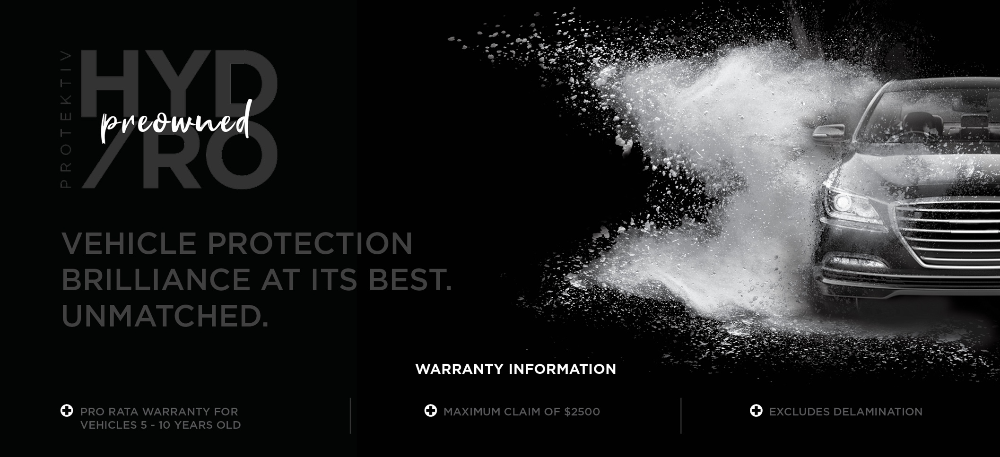 PROTEKTIV
HYD
preowned
/RO
VEHICLE PROTECTION
BRILLIANCE AT ITS BEST.
UNMATCHED.
WARRANTY INFORMATION
PRO RATA WARRANTY FOR
VEHICLES 5 - 10 YEARS OLD
MAXIMUM CLAIM OF $2500
EXCLUDES DELAMINATION